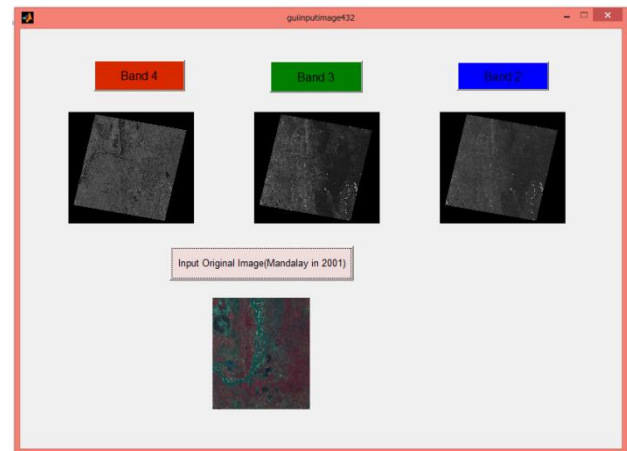 guiinputimage432
Band 4
Band 3
Band 2
Input Original Image(Mandalay in 2001)